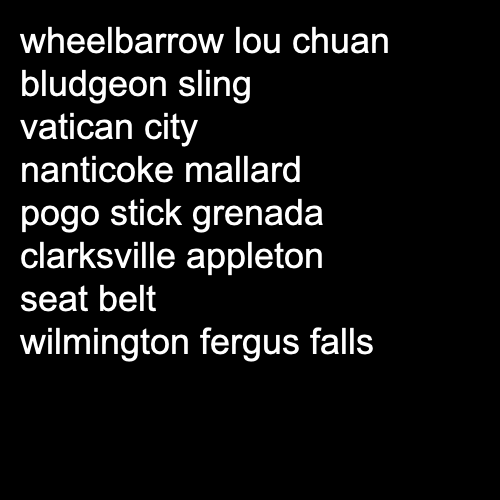 wheelbarrow lou chuan
bludgeon sling
vatican city
nanticoke mallard
pogo stick grenada
clarksville appleton
seat belt
wilmington fergus falls